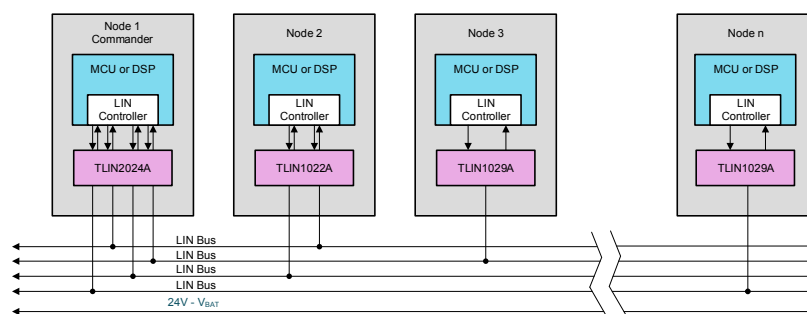 Node 1
Commander
MCU or DSP
LIN
Controller
TLIN2024A
Node 2
MCU or DSP
LIN
Controller
TLIN1022A
Node 3
MCU or DSP
LIN
Controller
TLIN1029A
Node n
MCU or DSP
LIN
Controller
TLIN1029A
LIN Bus
LIN Bus
LIN Bus
LIN Bus
24V - VBAT